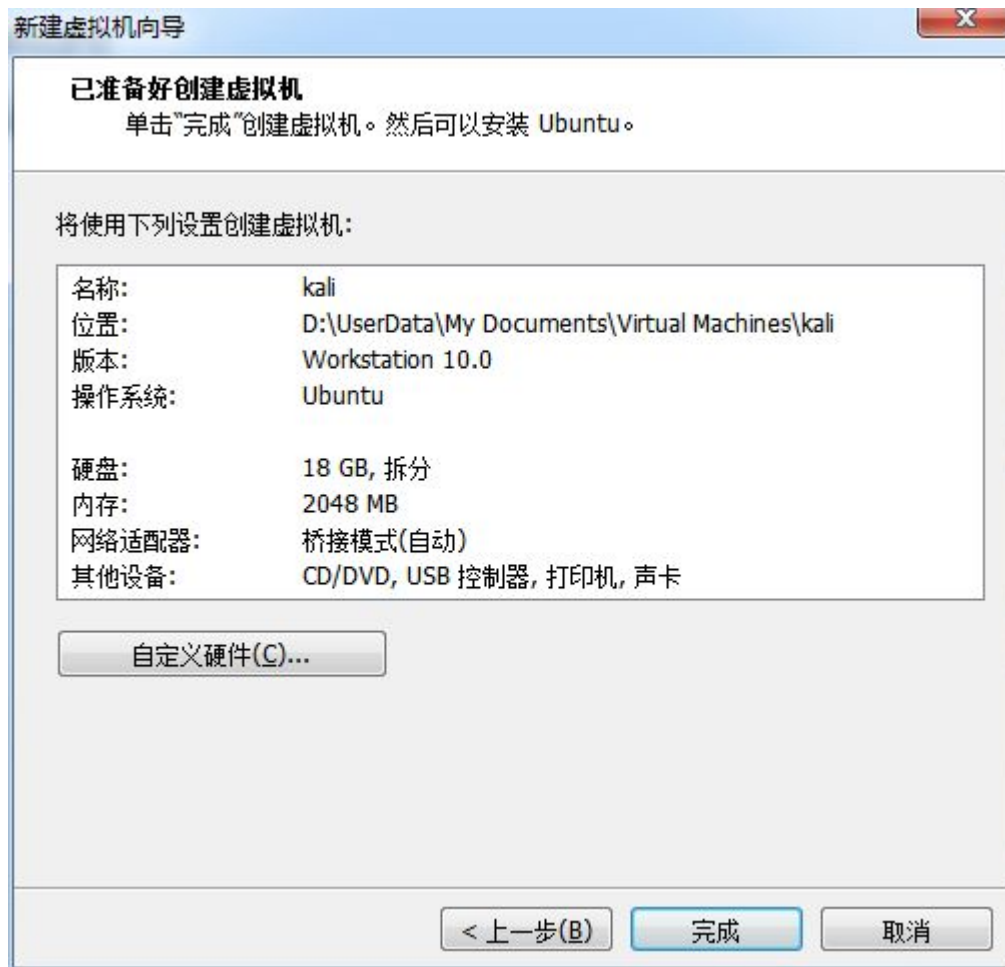 新建虚拟机向导
x
已准备好创建虚拟机
单击"完成"创建虚拟机。然后可以安装 Ubuntu。
将使用下列设置创建虚拟机:
名称: kali
位置: D:\UserData\My Documents\Virtual Machines\kali
版本: Workstation 10.0
操作系统: Ubuntu
硬盘: 18 GB, 拆分
内存: 2048 MB
网络适配器: 桥接模式(自动)
其他设备: CD/DVD, USB 控制器, 打印机, 声卡
自定义硬件(C)...
< 上一步(B) 完成 取消